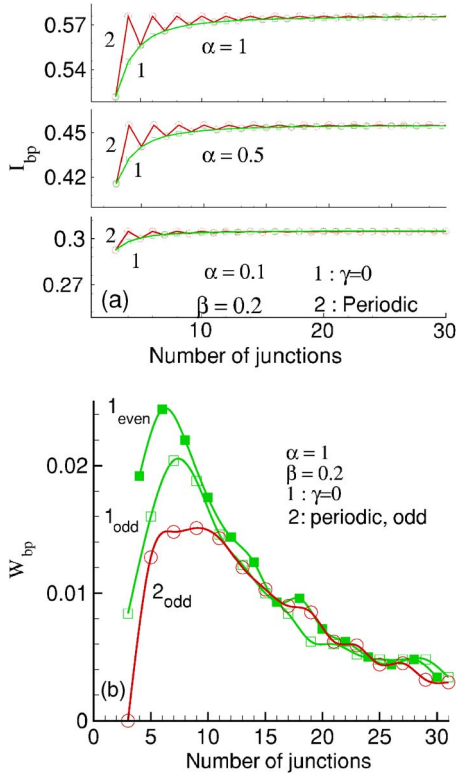 0.57
2
1
α = 1
0.54
I_bp
0.45
2
1
α = 0.5
0.42
0.3
2
1
α = 0.1
1 : γ=0
0.27
(a)
β = 0.2
2 : Periodic
10
20
30
Number of junctions
1_even
0.02
α = 1
β = 0.2
1 : γ=0
2: periodic, odd
1_odd
W_bp
0.01
2_odd
(b)
0
0 5 10 15 20 25 30
Number of junctions